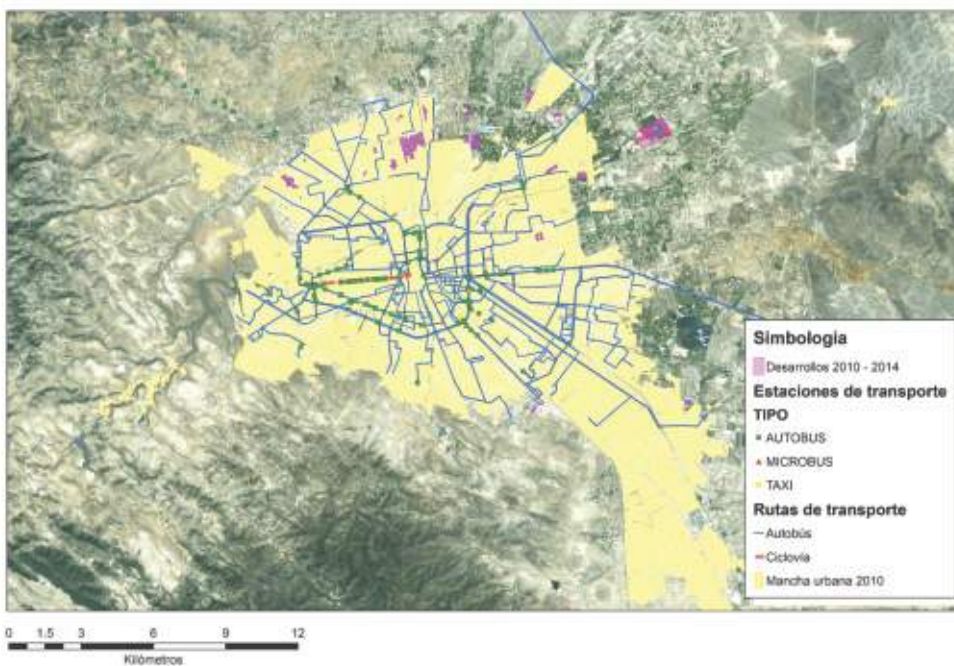 Simbologia
Desarrollos 2010 - 2014
Estaciones de transporte
TIPO
AUTOBUS
MICROBUS
TAXI
Rutas de transporte
Autobús
Ciclovía
Mancha urbana 2010
0 1.5 3 6 9 12
Kilómetros